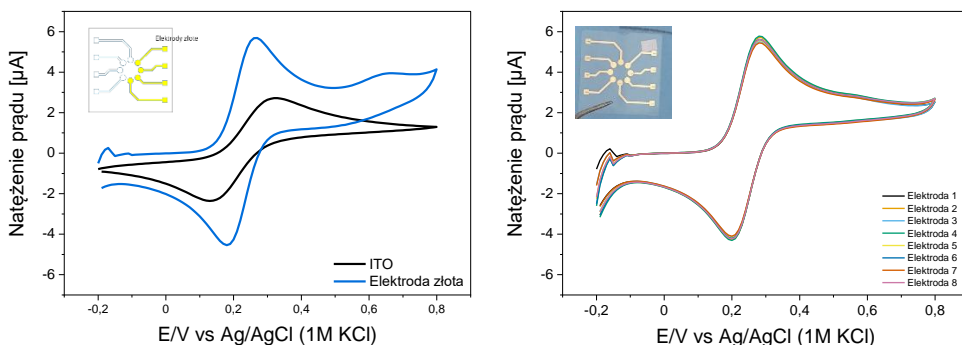 Natężenie prądu [µA]
6
4
2
0
-2
-4
-6
Elektrody złote
ITO
Elektroda złota
-0,2
0
0,2
0,4
0,6
0,8
E/V vs Ag/AgCl (1M KCl)
Natężenie prądu [µA]
6
4
2
0
-2
-4
-6
Elektroda 1
Elektroda 2
Elektroda 3
Elektroda 4
Elektroda 5
Elektroda 6
Elektroda 7
Elektroda 8
-0,2
0
0,2
0,4
0,6
0,8
E/V vs Ag/AgCl (1M KCl)